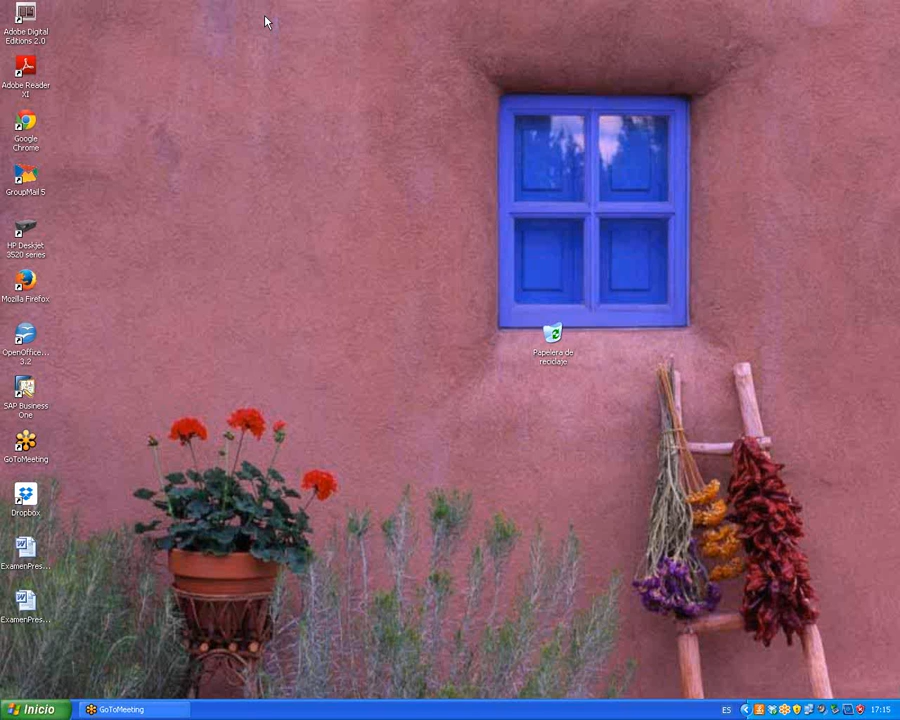 Adobe Digital
Editions 2.0
Adobe Reader
XI
Google
Chrome
GroupMail 5
HP Deskjet
3520 series
Mozilla Firefox
OpenOffice...
3.2
SAP Business
One
GoToMeeting
Dropbox
ExamenPres...
ExamenPres...
Papelera de
reciclaje
Inicio
GoToMeeting
ES
17:15